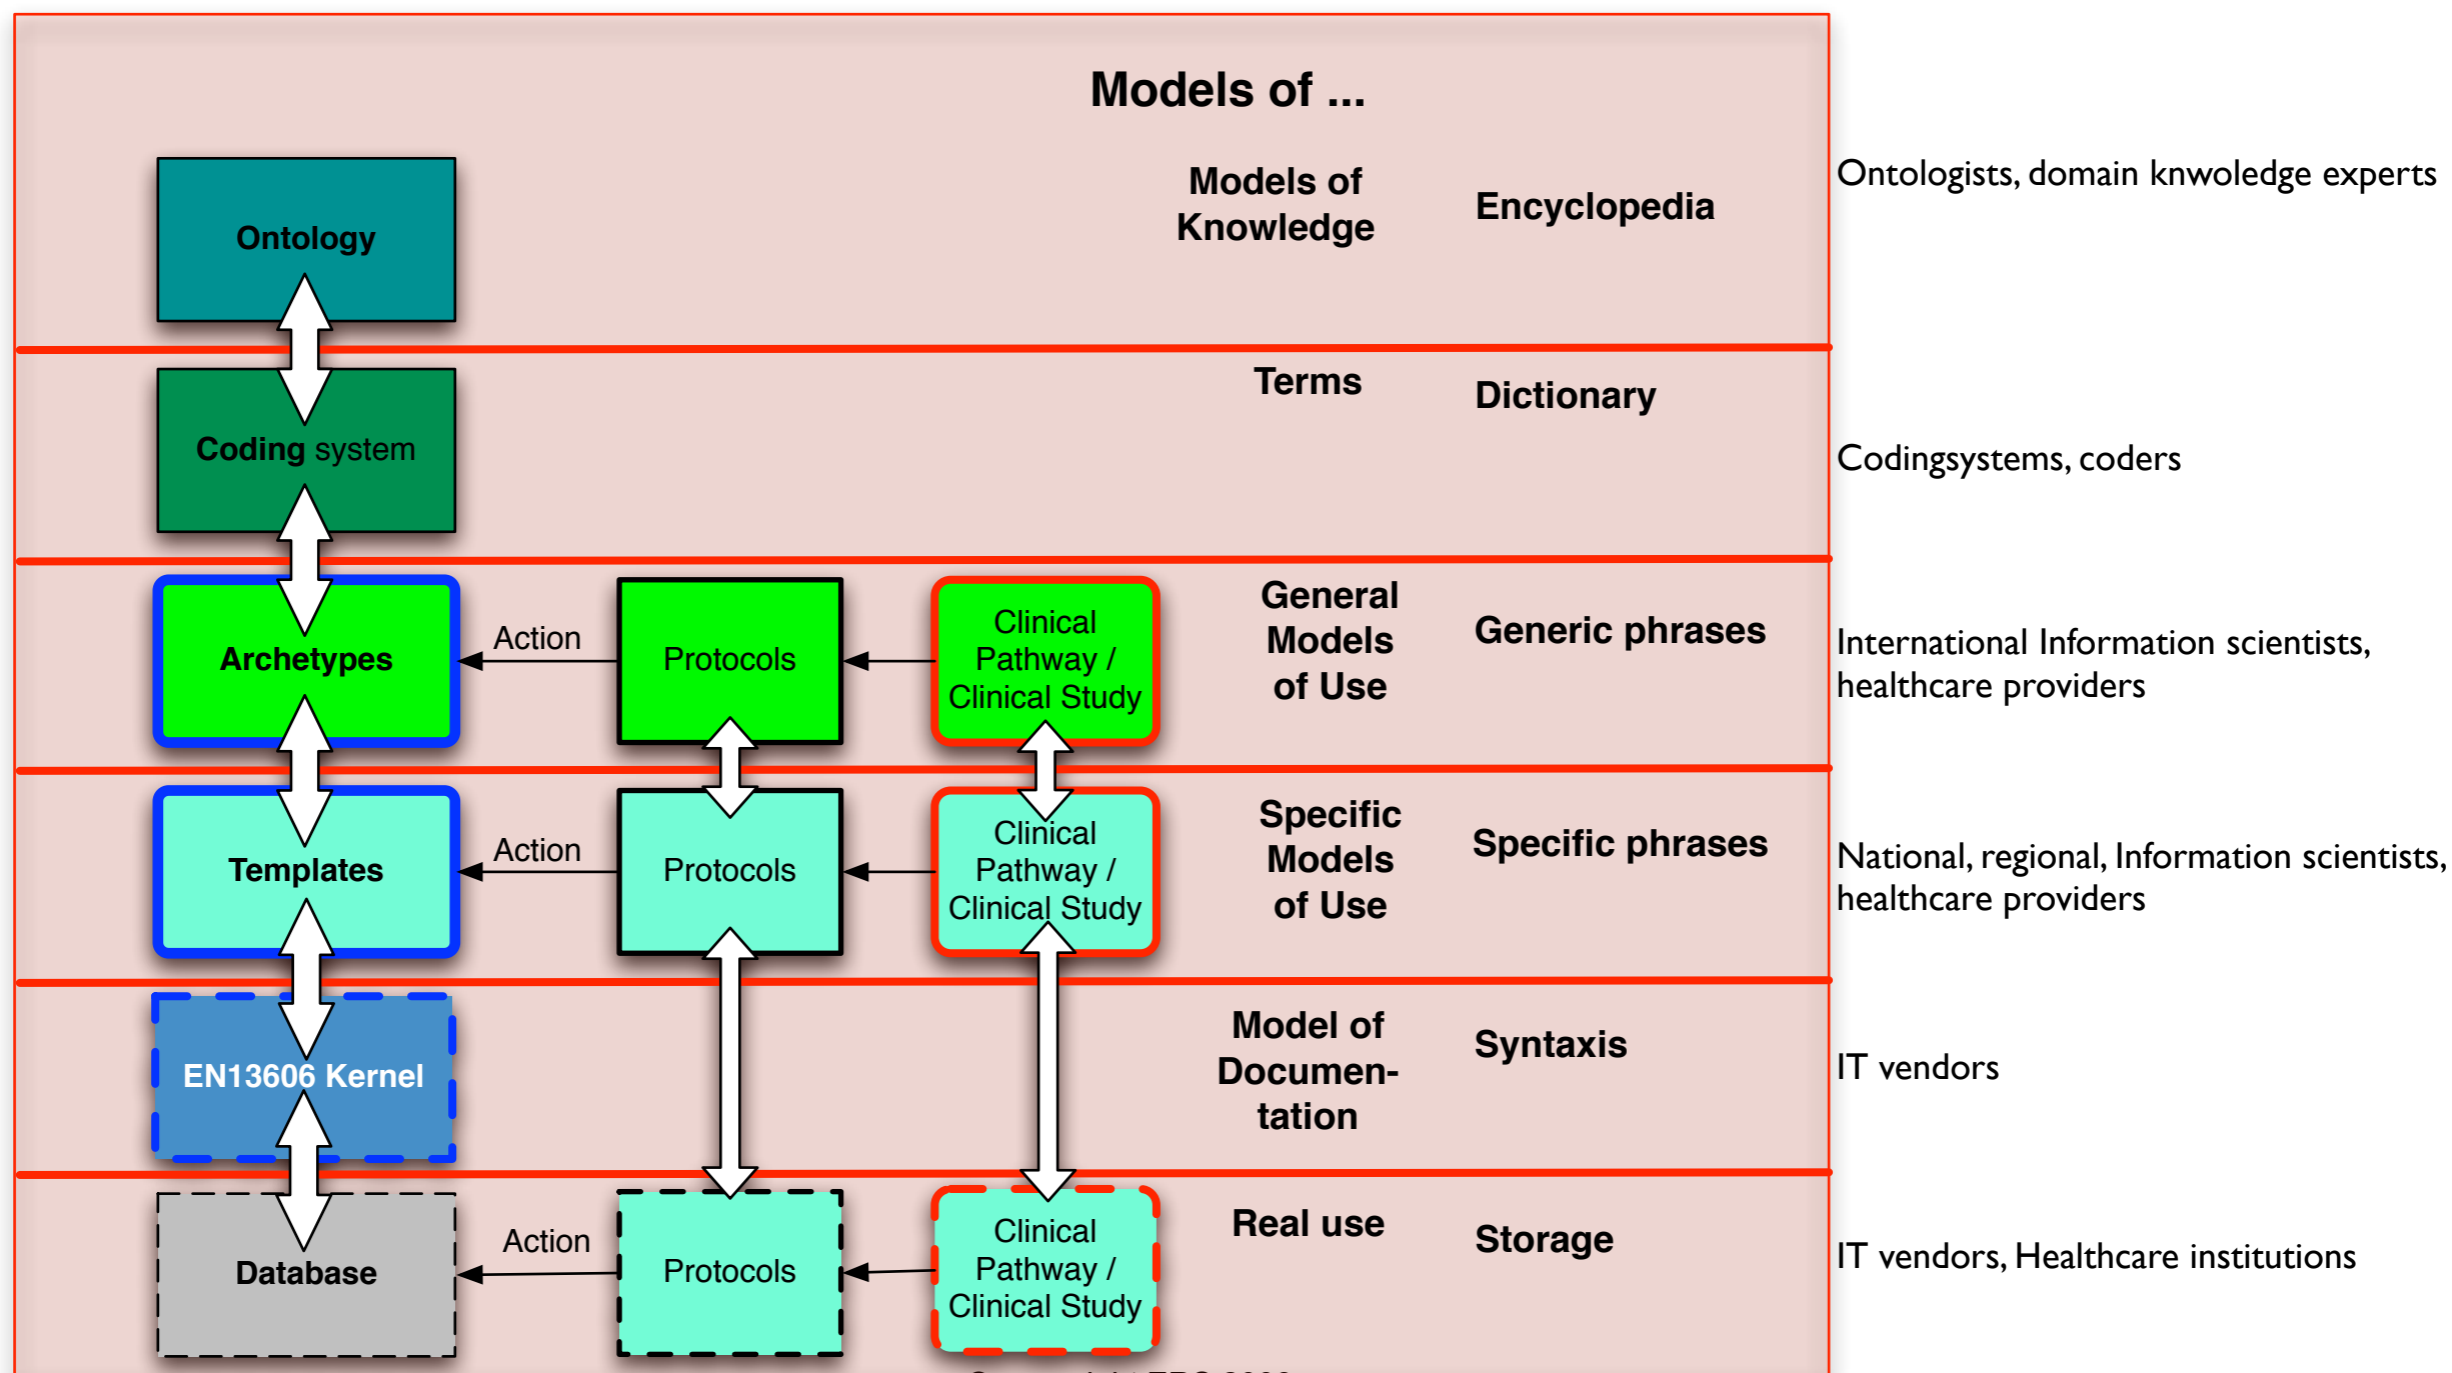 Models of ...
Ontology
Models of
Knowledge
Encyclopedia
Ontologists, domain knwoledge experts
Coding system
Terms
Dictionary
Codingsystems, coders
Archetypes
Action
Protocols
Clinical
Pathway /
Clinical Study
General
Models
of Use
Generic phrases
International Information scientists,
healthcare providers
Templates
Action
Protocols
Clinical
Pathway /
Clinical Study
Specific
Models
of Use
Specific phrases
National, regional, Information scientists,
healthcare providers
EN13606 Kernel
Model of
Documen-
tation
Syntaxis
IT vendors
Database
Action
Protocols
Clinical
Pathway /
Clinical Study
Real use
Storage
IT vendors, Healthcare institutions